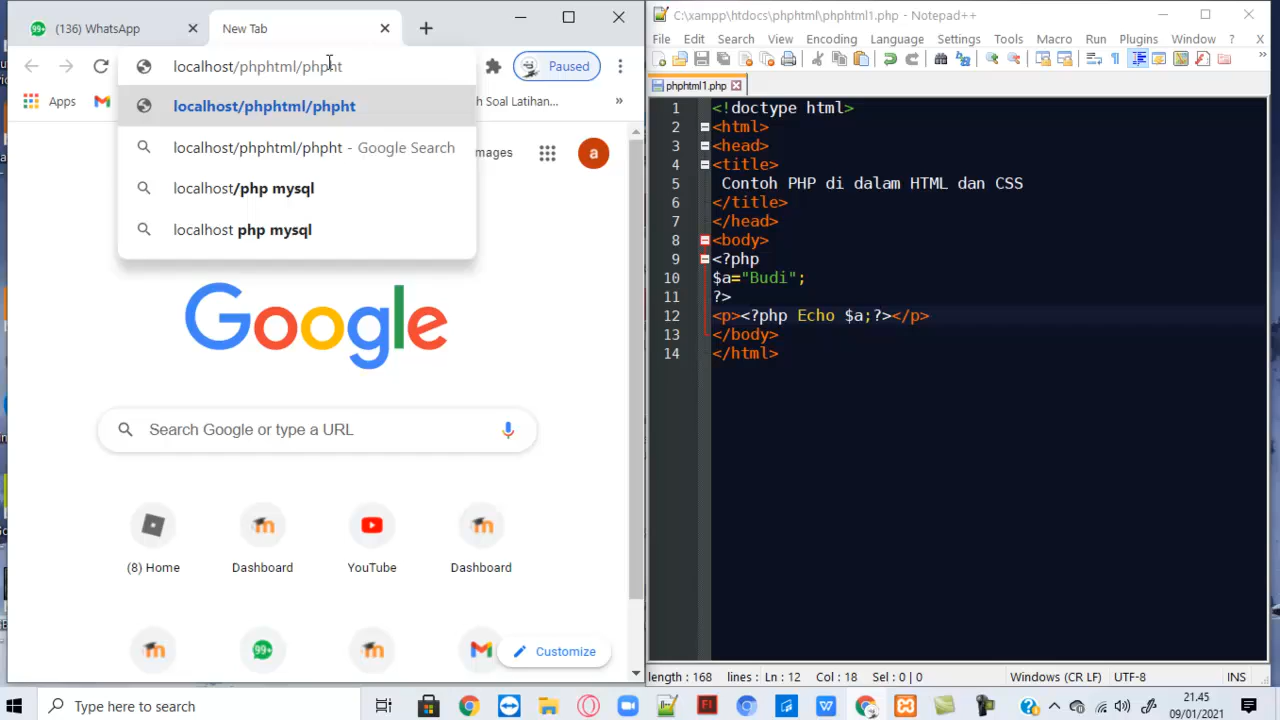 (136) WhatsApp
New Tab
localhost/phphtml/phpht
Paused
Apps
h Soal Latihan...
»
localhost/phphtml/phpht
localhost/phphtml/phpht - Google Search
localhost/php mysql
localhost php mysql
mages
a
Google
Search Google or type a URL
(8) Home
Dashboard
YouTube
Dashboard
99+
Customize
C:\xampp\htdocs\phphtml\phphtml1.php - Notepad++
File Edit Search View Encoding Language Settings Tools Macro Run Plugins Window ? X
phphtml1.php
1 <!doctype html>
2 <html>
3 <head>
4 <title>
5 Contoh PHP di dalam HTML dan CSS
6 </title>
7 </head>
8 <body>
9 <?php
10 $a="Budi";
11 ?>
12 <p><?php Echo $a;?></p>
13 </body>
14 </html>
length : 168 lines : Ln : 12 Col : 18 Sel : 0 | 0 Windows (CR LF) UTF-8 INS
Type here to search
21.45
09/01/2021